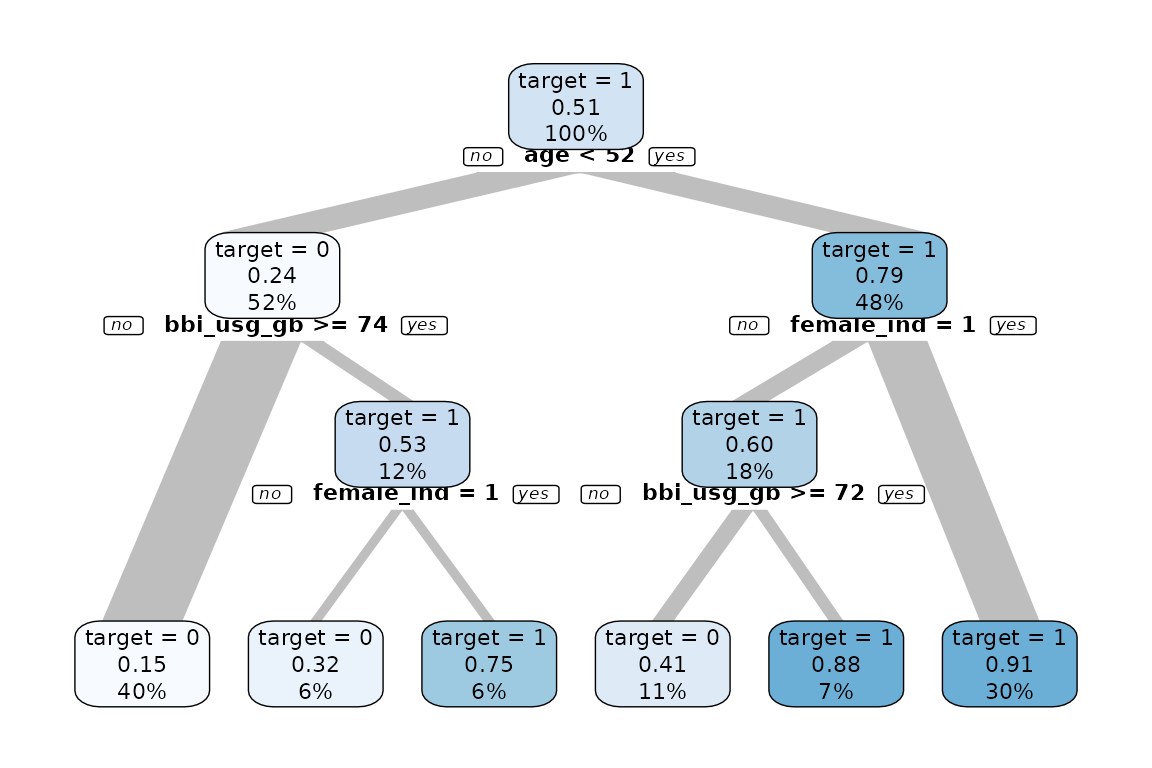 target = 1
0.51
100%
no age < 52 yes
target = 0
0.24
52%
target = 1
0.79
48%
no bbi_usg_gb >= 74 yes
no female_ind = 1 yes
target = 1
0.53
12%
target = 1
0.60
18%
no female_ind = 1 yes
no bbi_usg_gb >= 72 yes
target = 0
0.15
40%
target = 0
0.32
6%
target = 1
0.75
6%
target = 0
0.41
11%
target = 1
0.88
7%
target = 1
0.91
30%